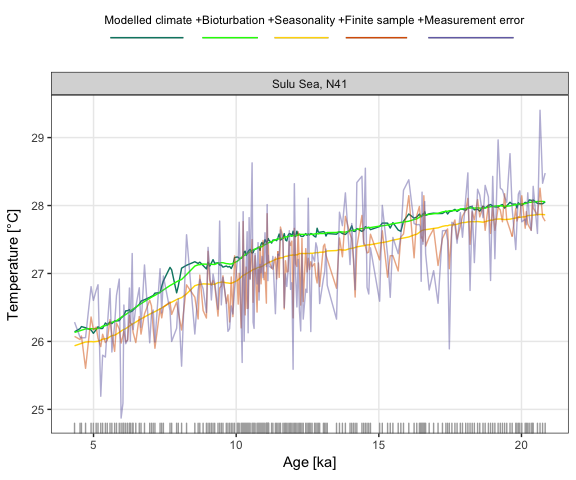 Modelled climate +Bioturbation +Seasonality +Finite sample +Measurement error
Sulu Sea, N41
29
28
27
26
25
Temperature [°C]
5 10 15 20
Age [ka]